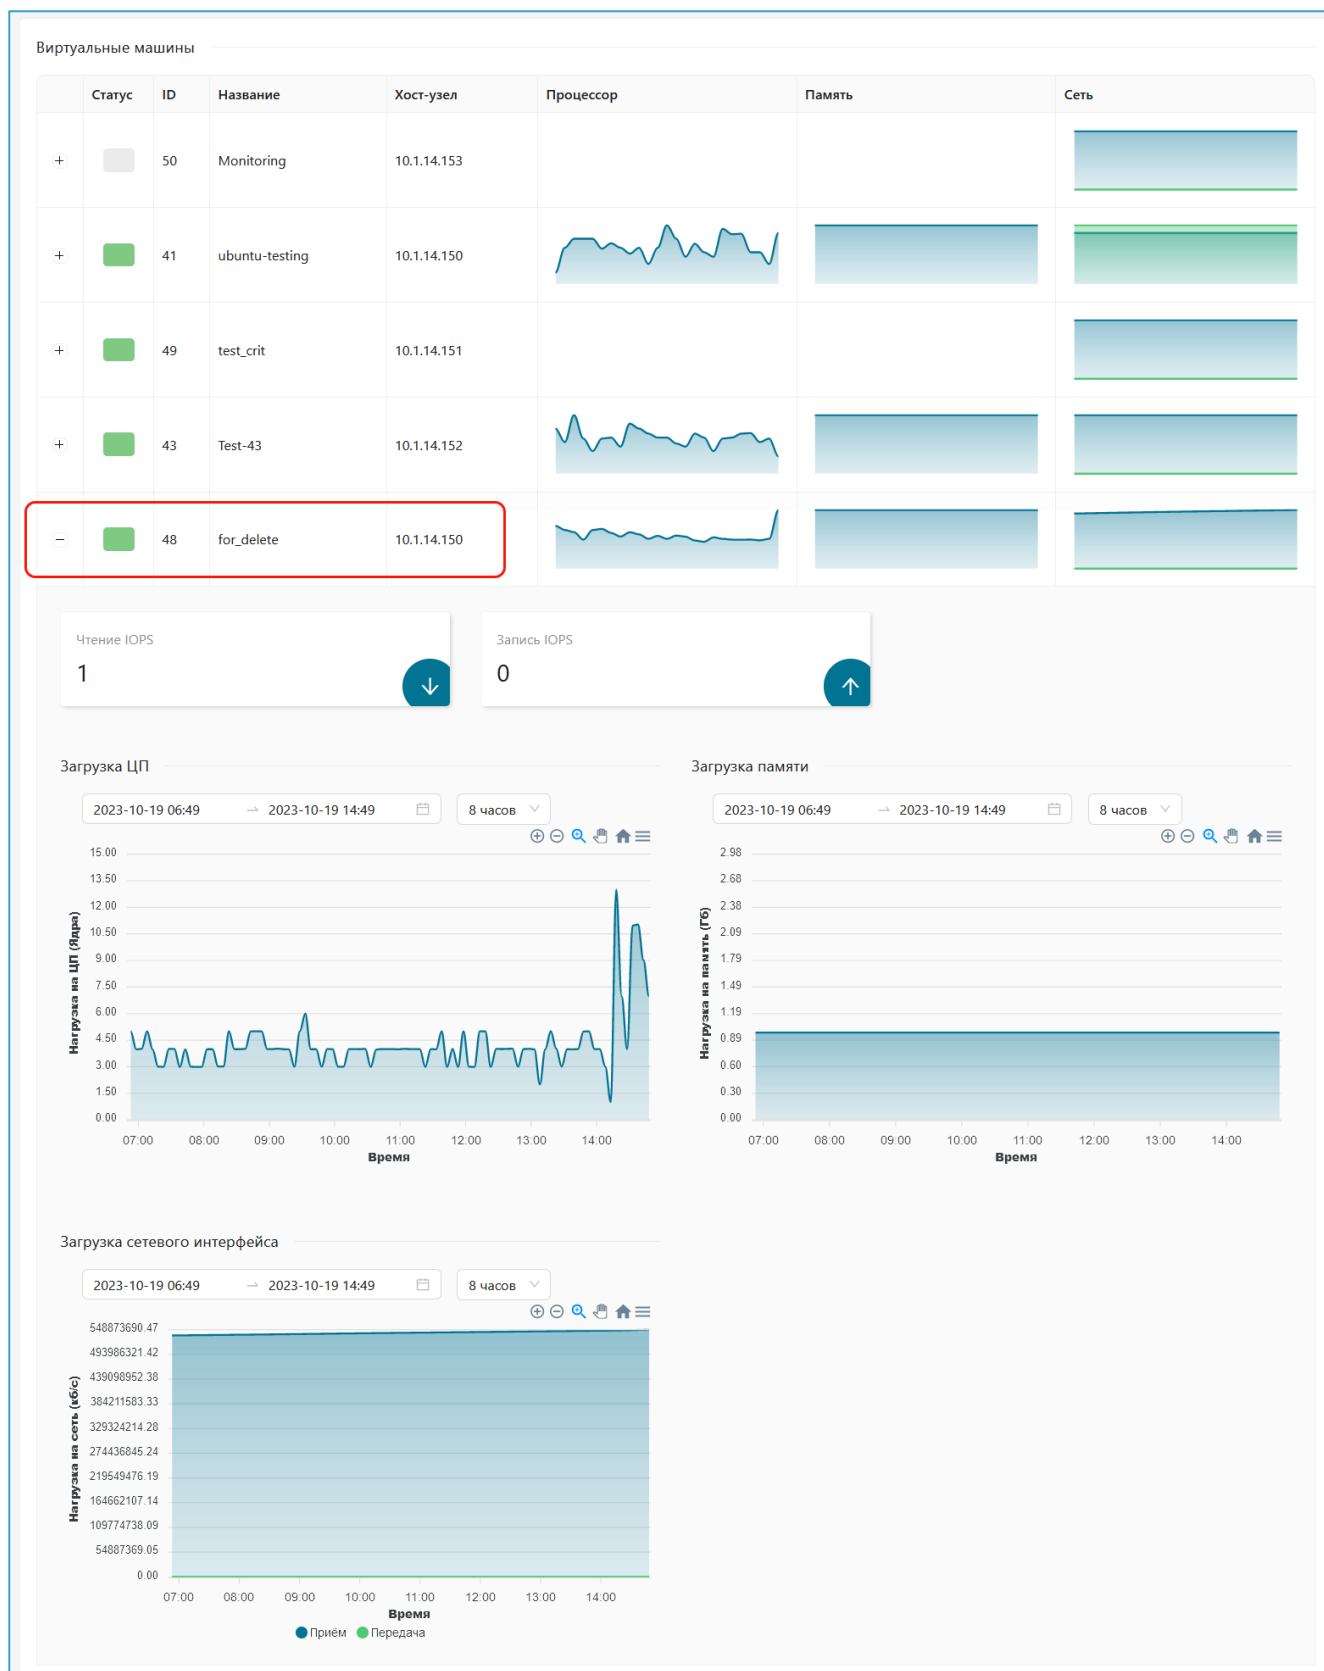 Виртуальные машины
Статус ID Название Хост-узел Процессор Память Сеть
50 Monitoring 10.1.14.153
41 ubuntu-testing 10.1.14.150
49 test_crit 10.1.14.151
43 Test-43 10.1.14.152
48 for_delete 10.1.14.150
Чтение IOPS Запись IOPS
1 0
Загрузка ЦП Загрузка памяти
2023-10-19 06:49 → 2023-10-19 14:49 8 часов 2023-10-19 06:49 → 2023-10-19 14:49 8 часов
Нагрузка на ЦП (Ядра)
15.00
13.50
12.00
10.50
9.00
7.50
6.00
4.50
3.00
1.50
0.00
07:00 08:00 09:00 10:00 11:00 12:00 13:00 14:00
Время
Нагрузка на память (Гб)
2.98
2.68
2.38
2.09
1.79
1.49
1.19
0.89
0.60
0.30
0.00
07:00 08:00 09:00 10:00 11:00 12:00 13:00 14:00
Время
Загрузка сетевого интерфейса
2023-10-19 06:49 → 2023-10-19 14:49 8 часов
Нагрузка на сеть (кб/с)
548873690.47
493986321.42
439098952.38
384211583.33
329324214.28
274436845.24
219549476.19
164662107.14
109774738.09
54887369.05
0.00
07:00 08:00 09:00 10:00 11:00 12:00 13:00 14:00
Время
Приём Передача